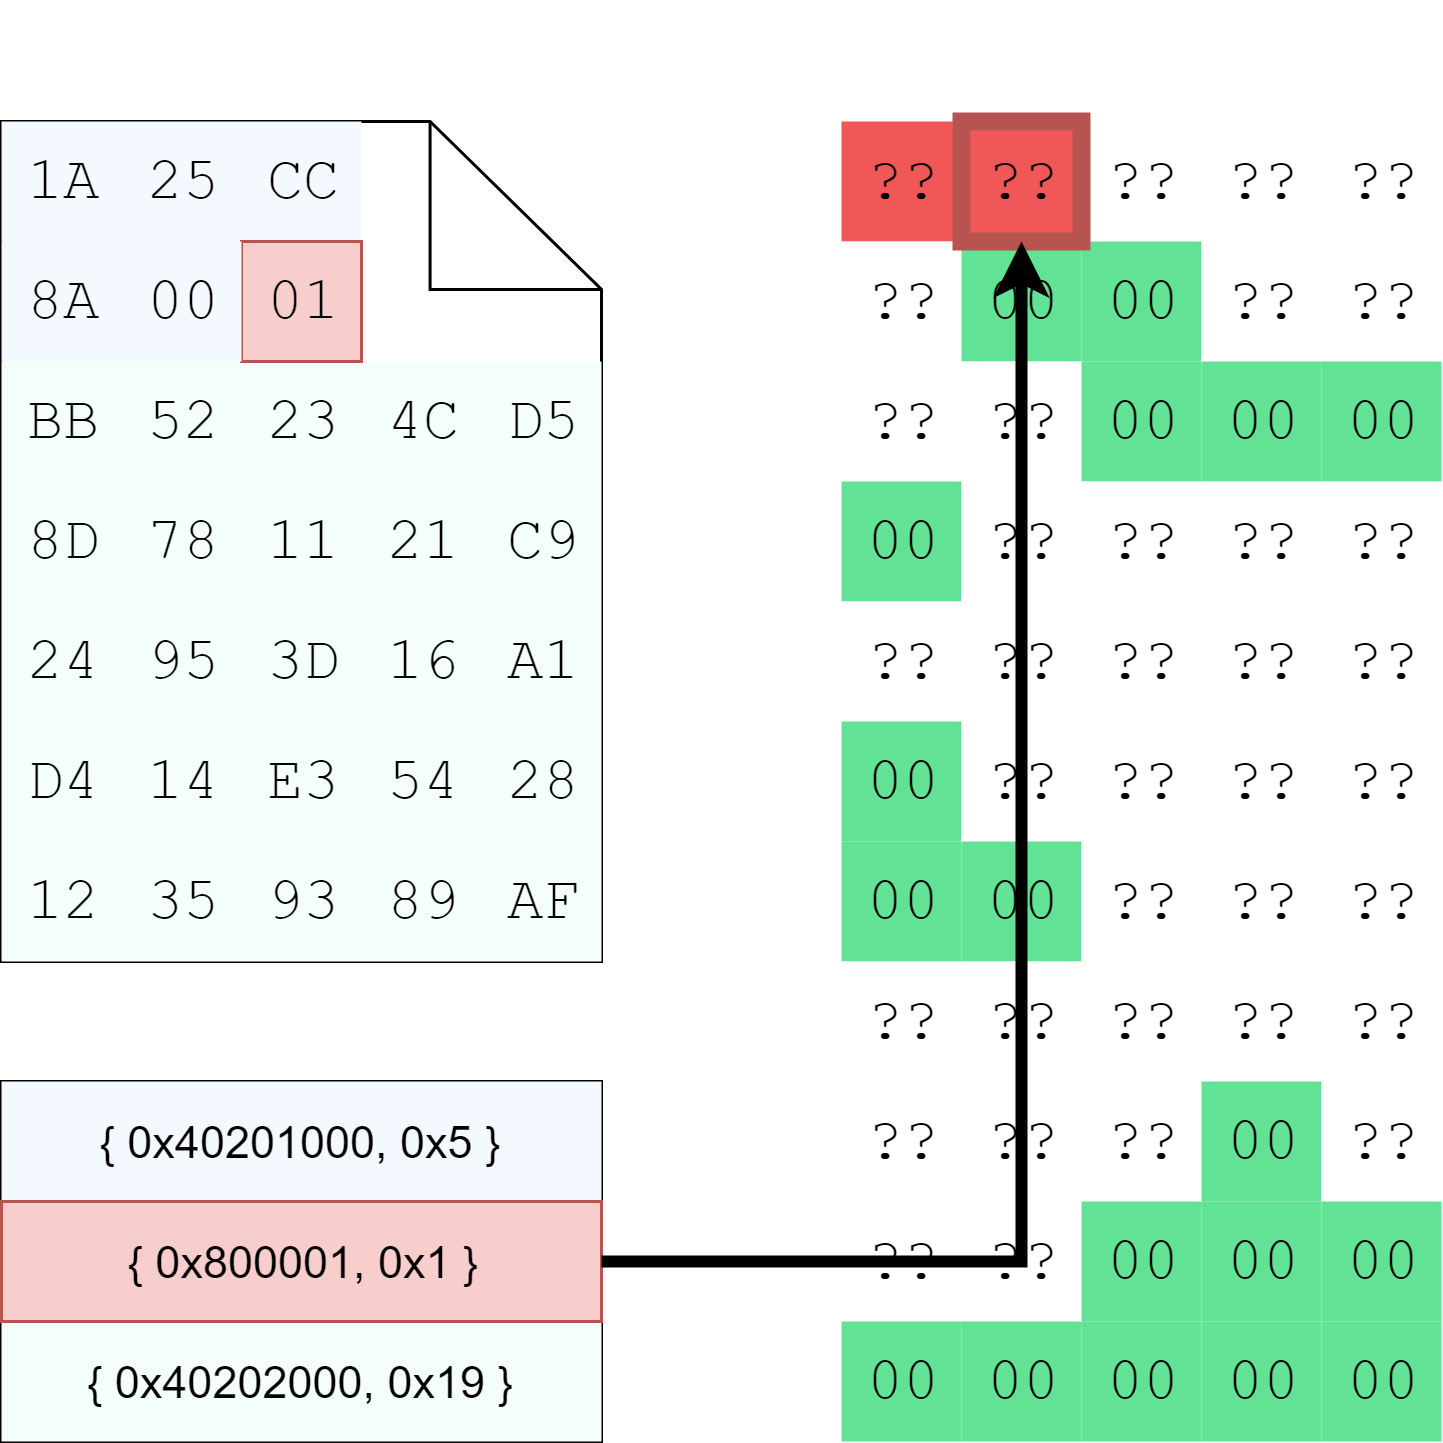 1A 25 CC
8A 00 01
BB 52 23 4C D5
8D 78 11 21 C9
24 95 3D 16 A1
D4 14 E3 54 28
12 35 93 89 AF
{ 0x40201000, 0x5 }
{ 0x800001, 0x1 }
{ 0x40202000, 0x19 }
?? ?? ?? ?? ??
?? 00 00 ?? ??
?? ?? 00 00 00
00 ?? ?? ?? ??
?? ?? ?? ?? ??
00 ?? ?? ?? ??
00 00 ?? ?? ??
?? ?? ?? ?? ??
?? ?? ?? 00 ??
?? ?? 00 00 00
00 00 00 00 00